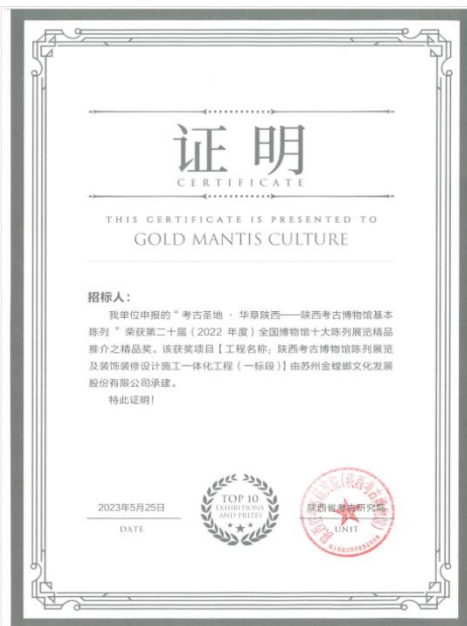 证明
CERTIFICATE
THIS CERTIFICATE IS PRESENTED TO
GOLD MANTIS CULTURE
招标人：
我单位申报的“考古圣地 · 华章陕西——陕西考古博物馆基本
陈列 ”荣获第二十届（2022 年度）全国博物馆十大陈列展览精品
推介之精品奖。该获奖项目【工程名称：陕西考古博物馆陈列展览
及装饰装修设计施工一体化工程（一标段）】由苏州金螳螂文化发展
股份有限公司承建。
特此证明！
2023年5月25日
DATE
TOP 10
EXHIBITIONS
AND PRIZES
陕西省考古研究院
UNIT